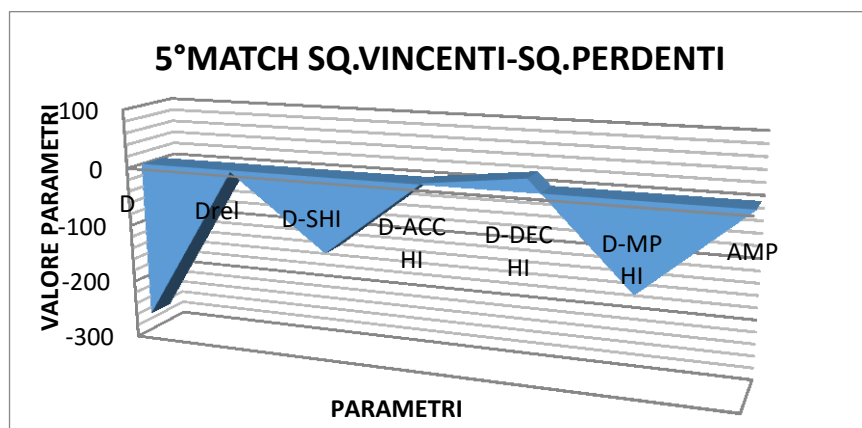 5°MATCH SQ.VINCENTI-SQ.PERDENTI
VALORE PARAMETRI
100
0
-100
-200
-300
D
Drel
D-SHI
D-ACC
HI
D-DEC
HI
D-MP
HI
AMP
PARAMETRI